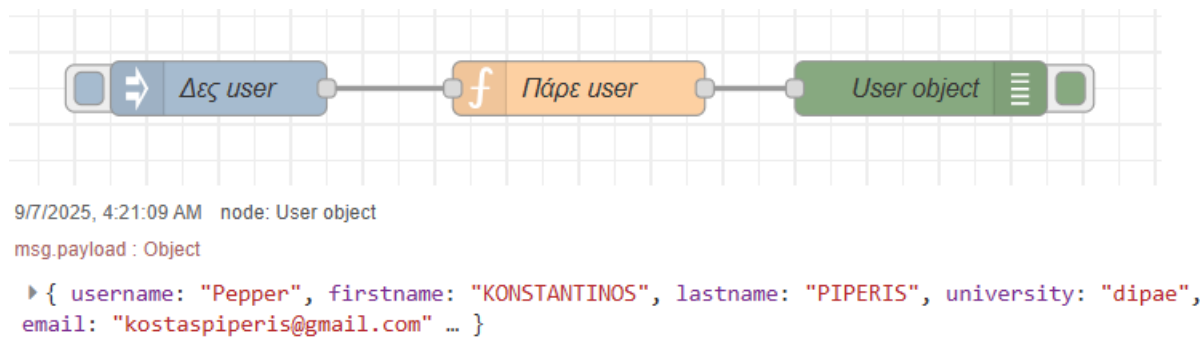 Δες user
Πάρε user
User object
9/7/2025, 4:21:09 AM node: User object
msg.payload : Object
{ username: "Pepper", firstname: "KONSTANTINOS", lastname: "PIPERIS", university: "dipae",
email: "kostaspiperis@gmail.com" … }